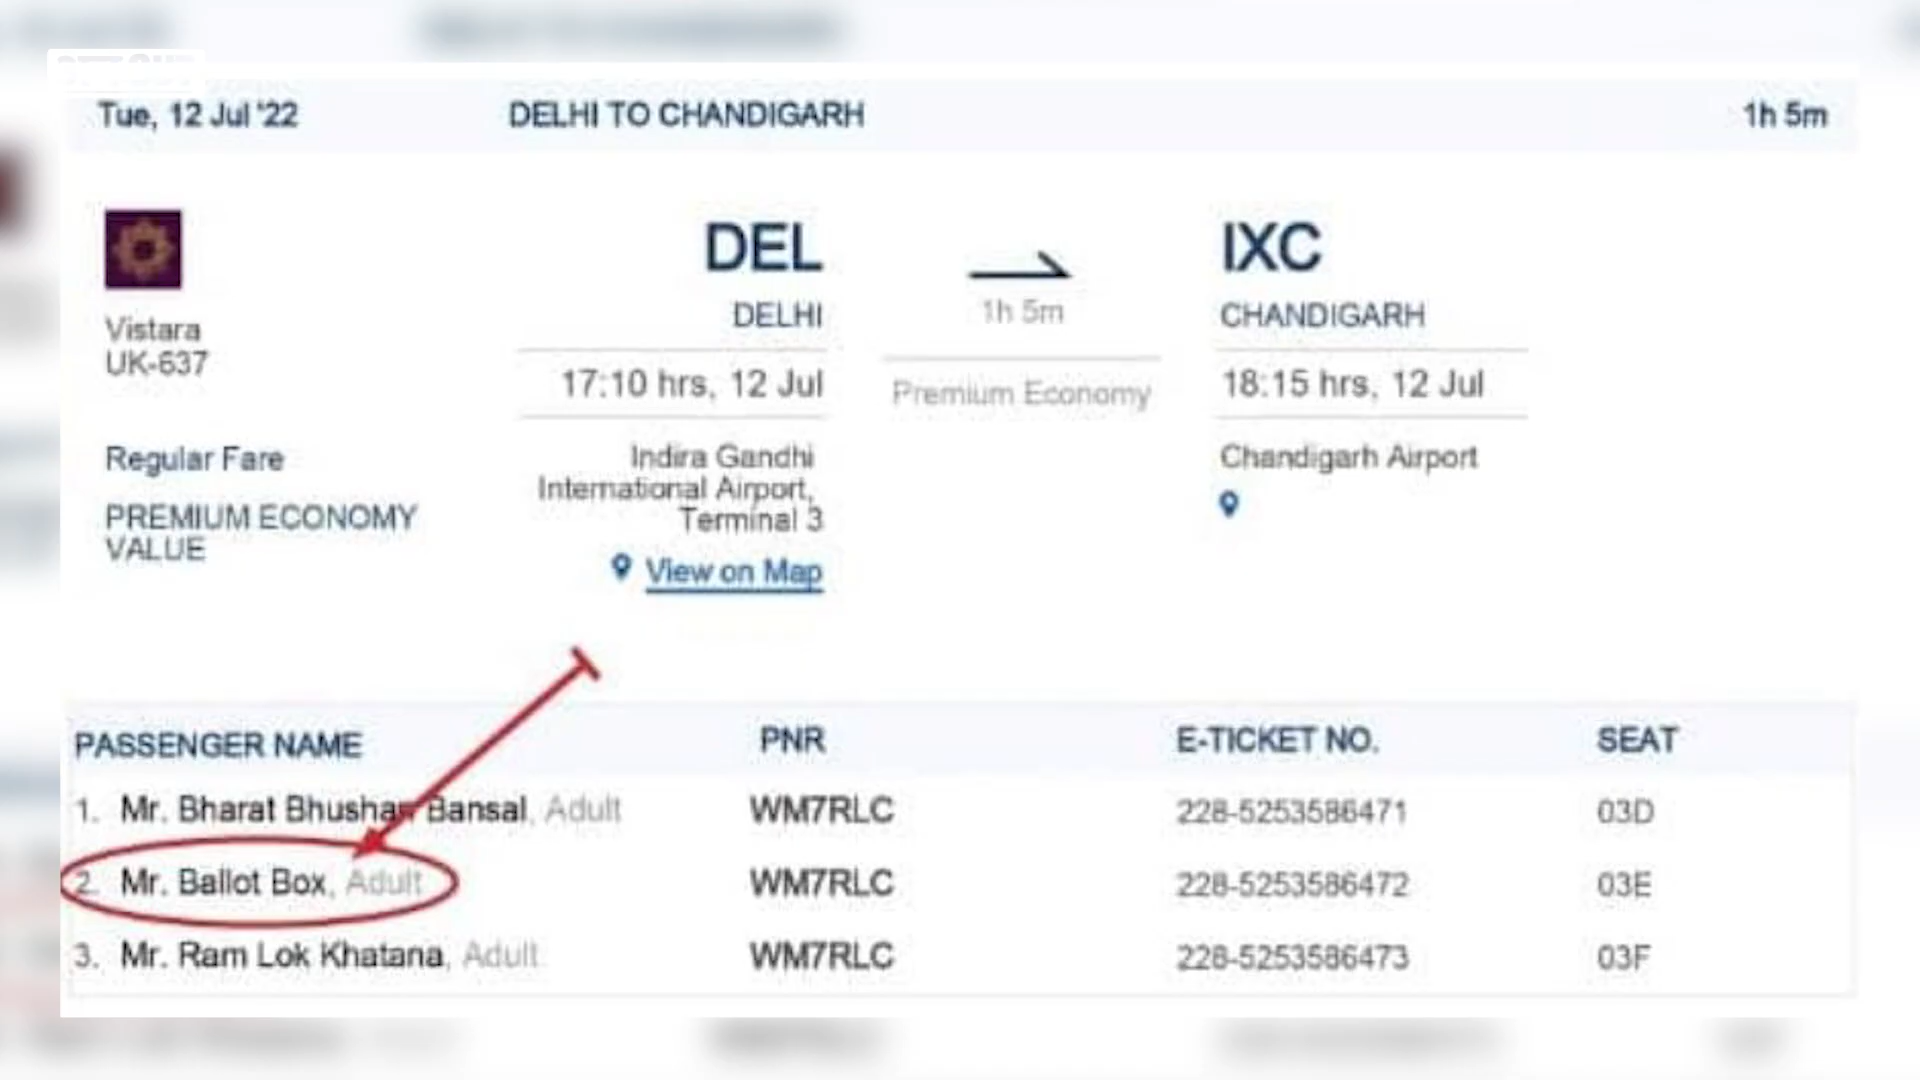 Tue, 12 Jul '22 DELHI TO CHANDIGARH 1h 5m
Vistara
UK-637
Regular Fare
PREMIUM ECONOMY
VALUE
DEL
DELHI
17:10 hrs, 12 Jul
Indira Gandhi
International Airport,
Terminal 3
View on Map
1h 5m
Premium Economy
IXC
CHANDIGARH
18:15 hrs, 12 Jul
Chandigarh Airport
PASSENGER NAME PNR E-TICKET NO. SEAT
1. Mr. Bharat Bhushan Bansal, Adult WM7RLC 228-5253586471 03D
2. Mr. Ballot Box, Adult WM7RLC 228-5253586472 03E
3. Mr. Ram Lok Khatana, Adult WM7RLC 228-5253586473 03F